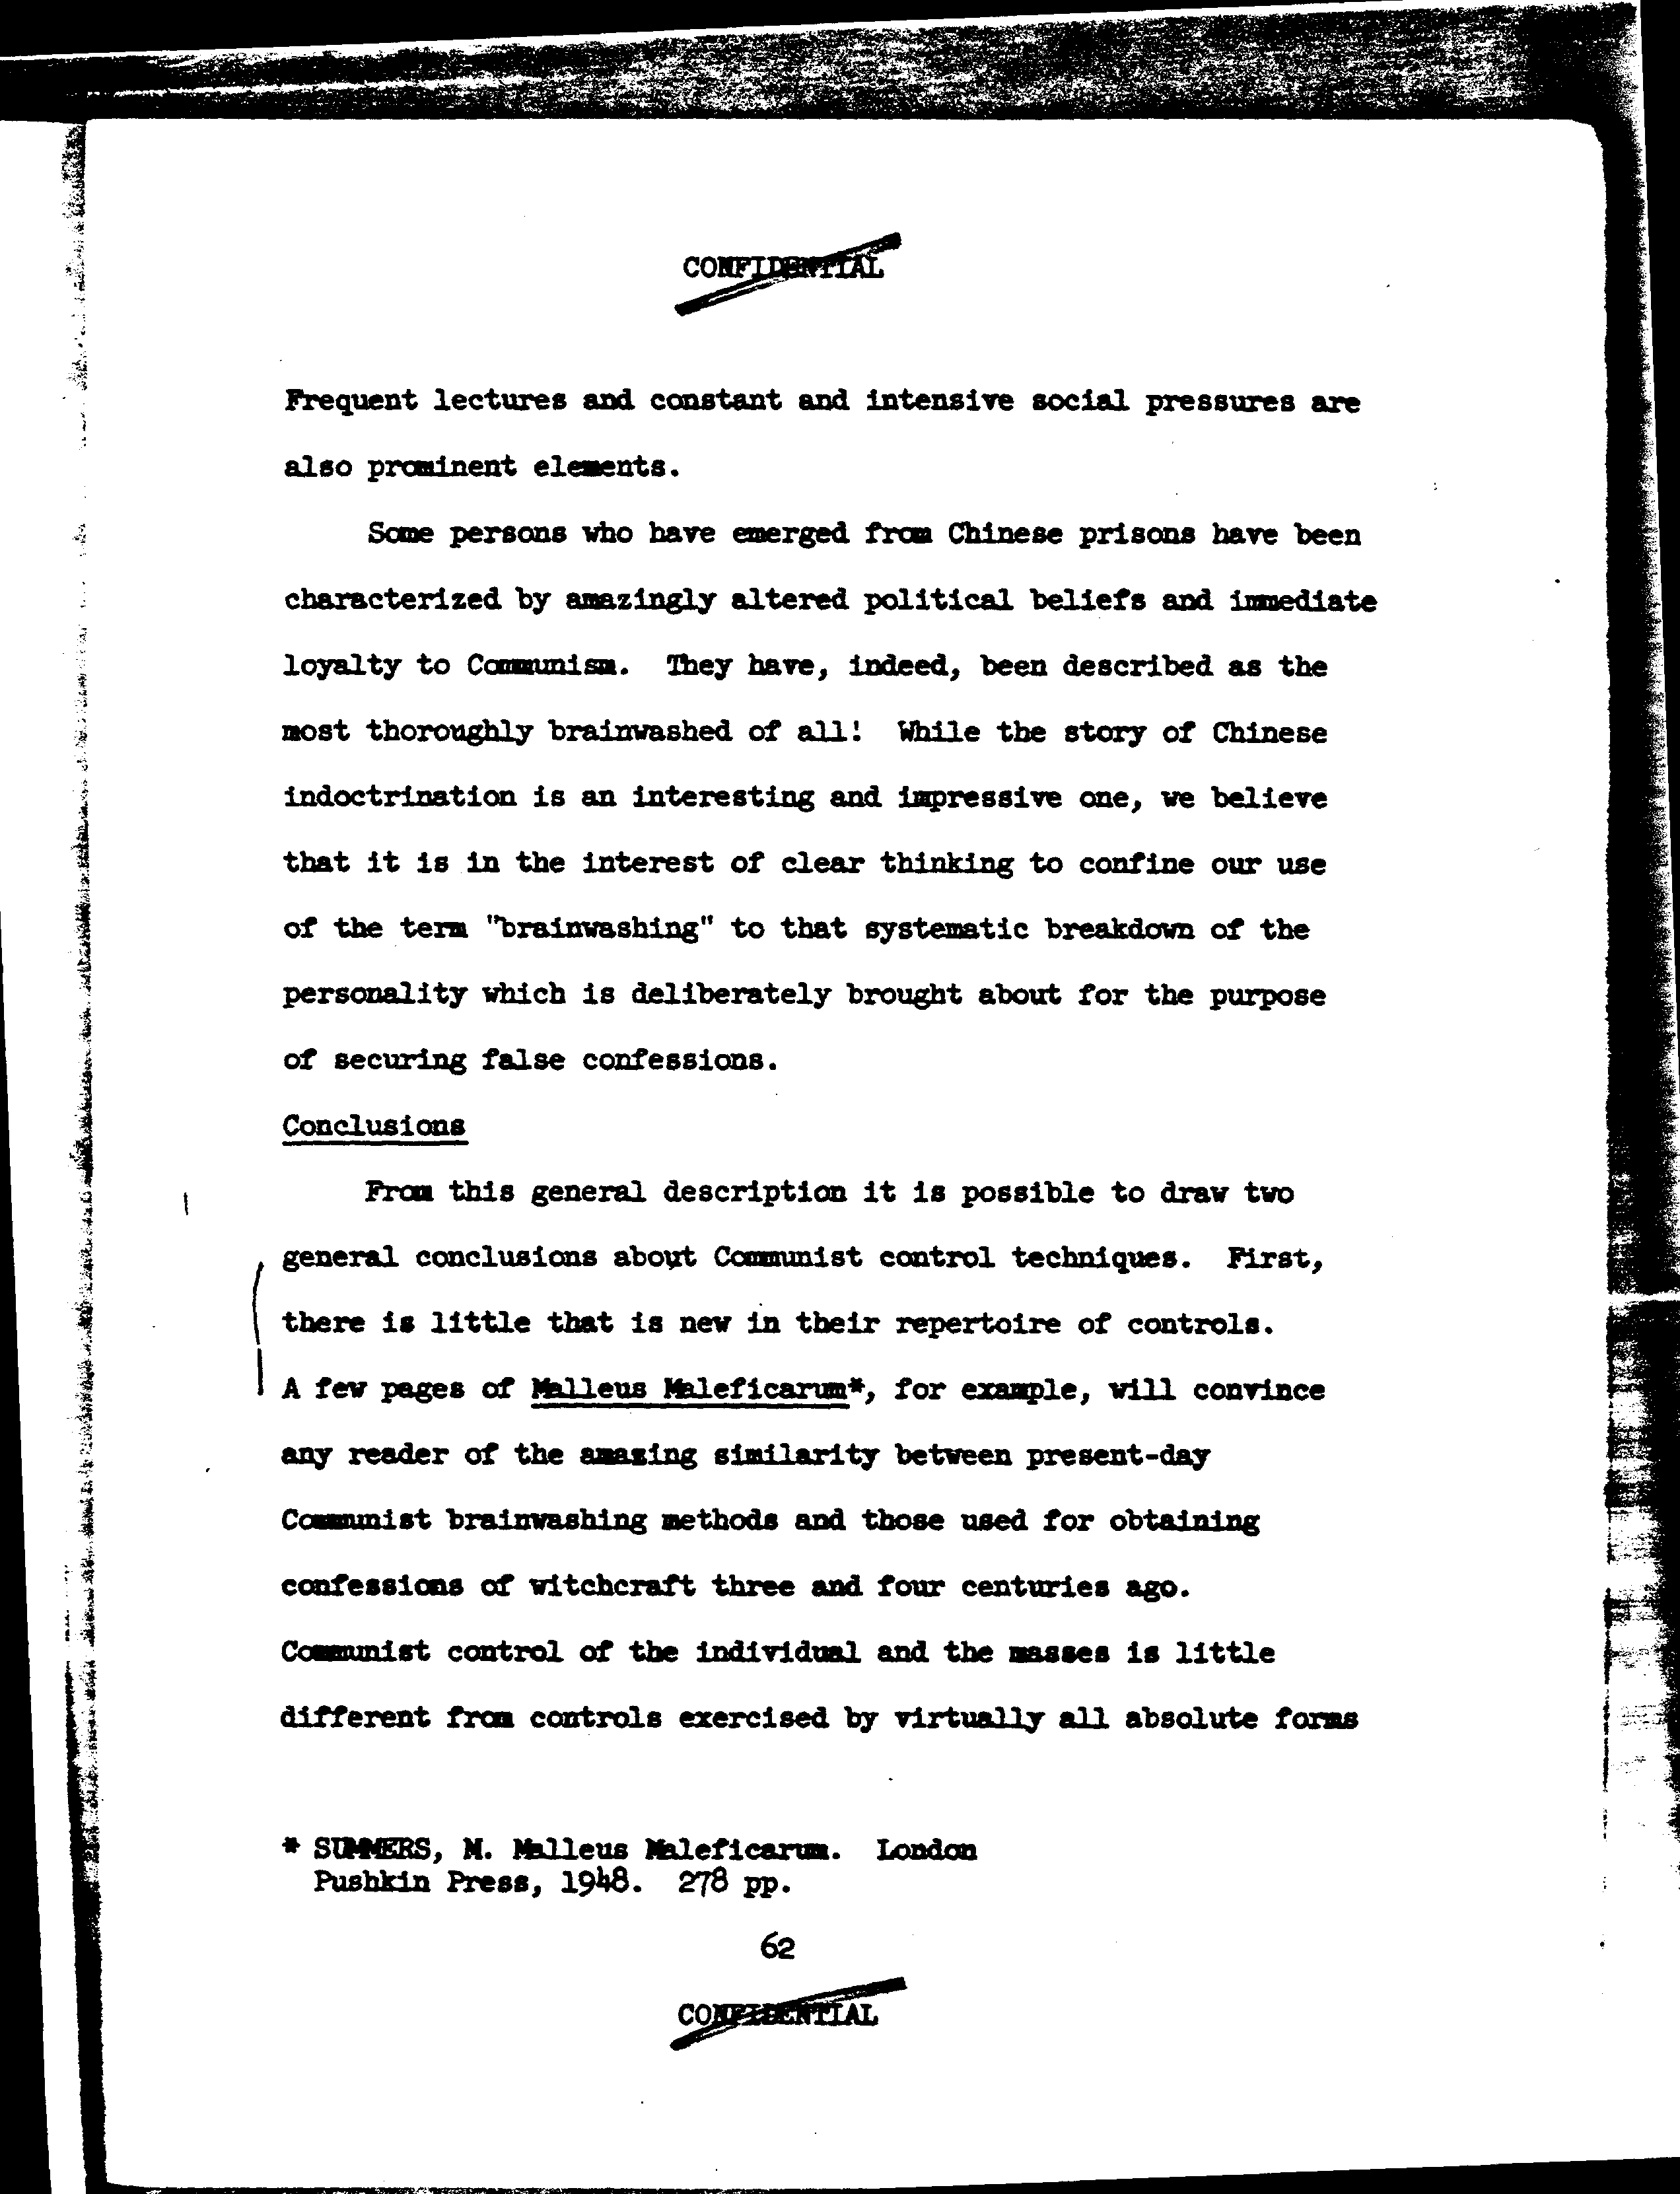 CONFIDENTIAL
Frequent lectures and constant and intensive social pressures are
also prominent elements.
Some persons who have emerged from Chinese prisons have been
characterized by amazingly altered political beliefs and immediate
loyalty to Communism. They have, indeed, been described as the
most thoroughly brainwashed of all! While the story of Chinese
indoctrination is an interesting and impressive one, we believe
that it is in the interest of clear thinking to confine our use
of the term "brainwashing" to that systematic breakdown of the
personality which is deliberately brought about for the purpose
of securing false confessions.
Conclusions
From this general description it is possible to draw two
general conclusions about Communist control techniques. First,
there is little that is new in their repertoire of controls.
A few pages of Malleus Maleficarum*, for example, will convince
any reader of the amazing similarity between present-day
Communist brainwashing methods and those used for obtaining
confessions of witchcraft three and four centuries ago.
Communist control of the individual and the masses is little
different from controls exercised by virtually all absolute forms
* SUMMERS, M. Malleus Maleficarum. London
Pushkin Press, 1948. 278 pp.
62
CONFIDENTIAL